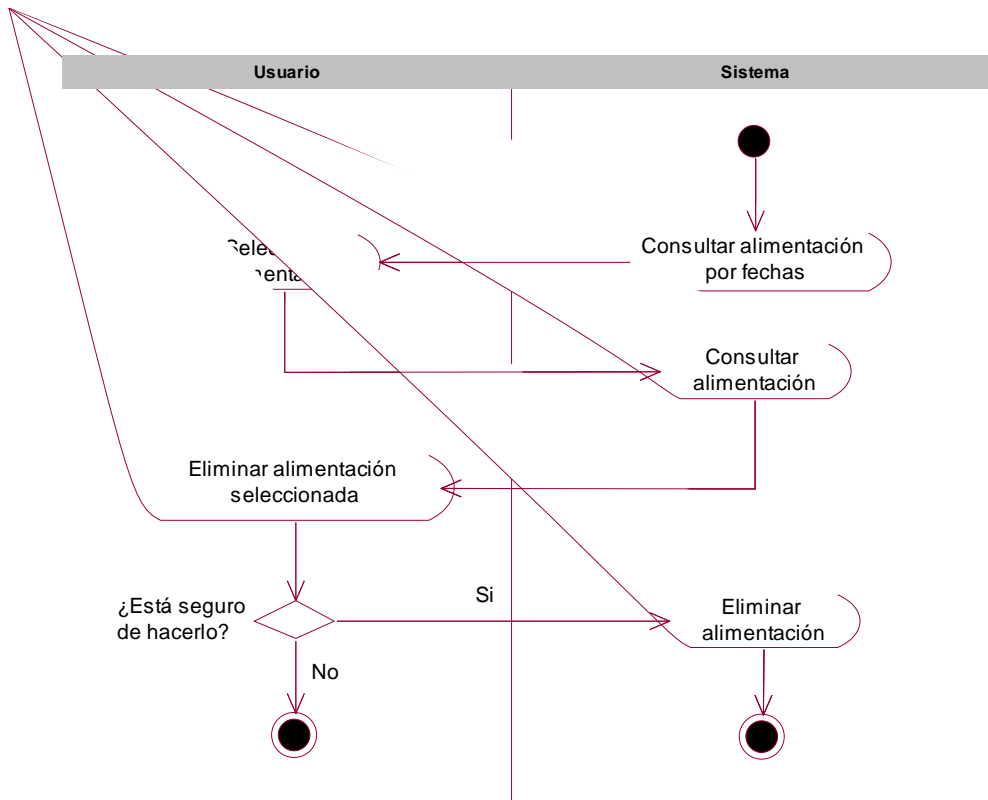 Usuario
Sistema
Consultar alimentación
por fechas
Consultar
alimentación
Eliminar alimentación
seleccionada
¿Está seguro
de hacerlo?
Si
No
Eliminar
alimentación